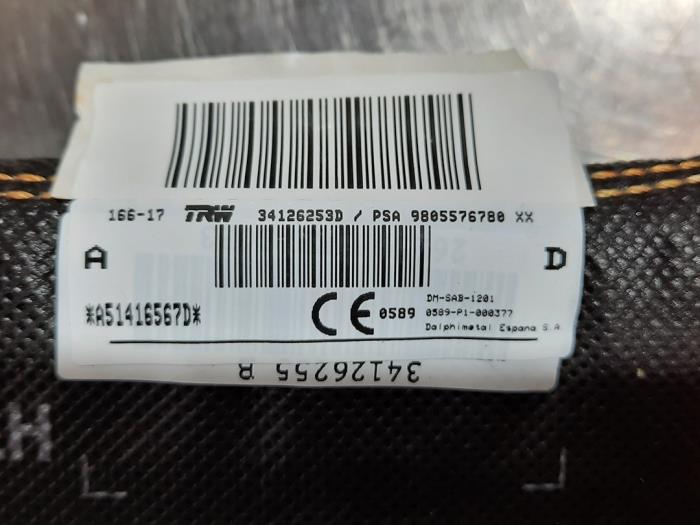 166-17 TRW 34126253D / PSA 9805576780 XX
A D
*A51416567D* CE 0589 DM-SAB-1201
0589-P1-000377
Dalphimetal Espana S.A
34126255 B